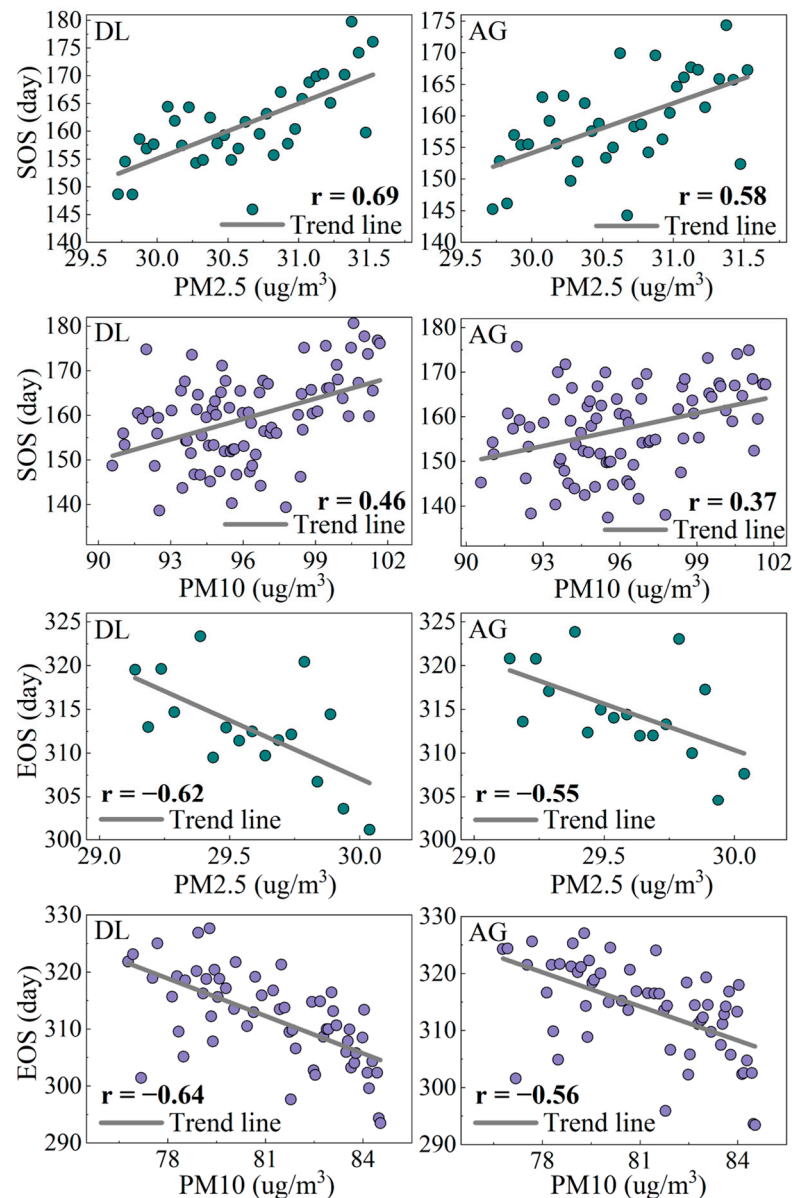 DL
SOS (day)
180
175
170
165
160
155
150
145
140
r = 0.69
Trend line
29.5 30.0 30.5 31.0 31.5
PM2.5 (ug/m³)
AG
SOS (day)
175
170
165
160
155
150
145
140
r = 0.58
Trend line
29.5 30.0 30.5 31.0 31.5
PM2.5 (ug/m³)
DL
SOS (day)
180
170
160
150
140
r = 0.46
Trend line
90 93 96 99 102
PM10 (ug/m³)
AG
180
170
160
150
140
r = 0.37
Trend line
90 93 96 99 102
PM10 (ug/m³)
DL
EOS (day)
325
320
315
310
305
300
r = −0.62
Trend line
29.0 29.5 30.0
PM2.5 (ug/m³)
AG
325
320
315
310
305
300
r = −0.55
Trend line
29.0 29.5 30.0
PM2.5 (ug/m³)
DL
EOS (day)
330
320
310
300
290
r = −0.64
Trend line
78 81 84
PM10 (ug/m³)
AG
330
320
310
300
290
r = −0.56
Trend line
78 81 84
PM10 (ug/m³)